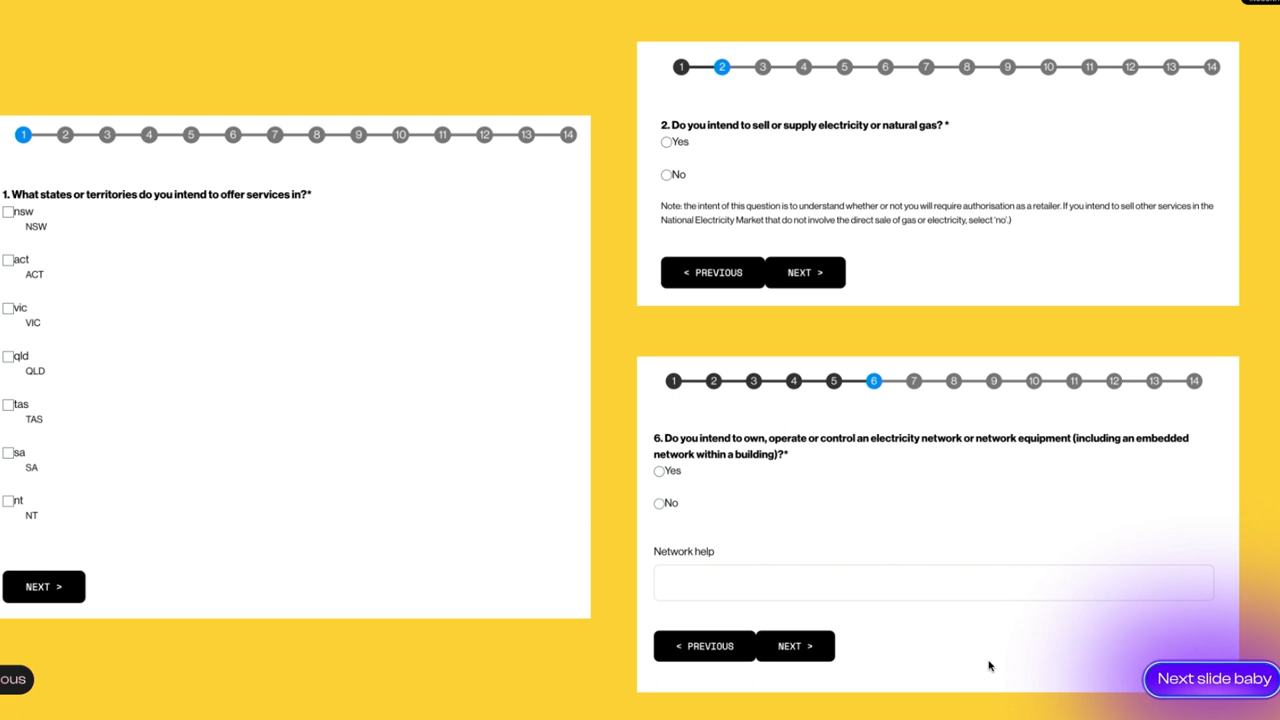 1 2 3 4 5 6 7 8 9 10 11 12 13 14
1. What states or territories do you intend to offer services in?*
nsw
NSW
act
ACT
vic
VIC
qld
QLD
tas
TAS
sa
SA
nt
NT
NEXT >
ous
1 2 3 4 5 6 7 8 9 10 11 12 13 14
2. Do you intend to sell or supply electricity or natural gas? *
Yes
No
Note: the intent of this question is to understand whether or not you will require authorisation as a retailer. If you intend to sell other services in the
National Electricity Market that do not involve the direct sale of gas or electricity, select 'no'.)
< PREVIOUS NEXT >
1 2 3 4 5 6 7 8 9 10 11 12 13 14
6. Do you intend to own, operate or control an electricity network or network equipment (including an embedded
network within a building)?*
Yes
No
Network help
< PREVIOUS NEXT >
Next slide baby